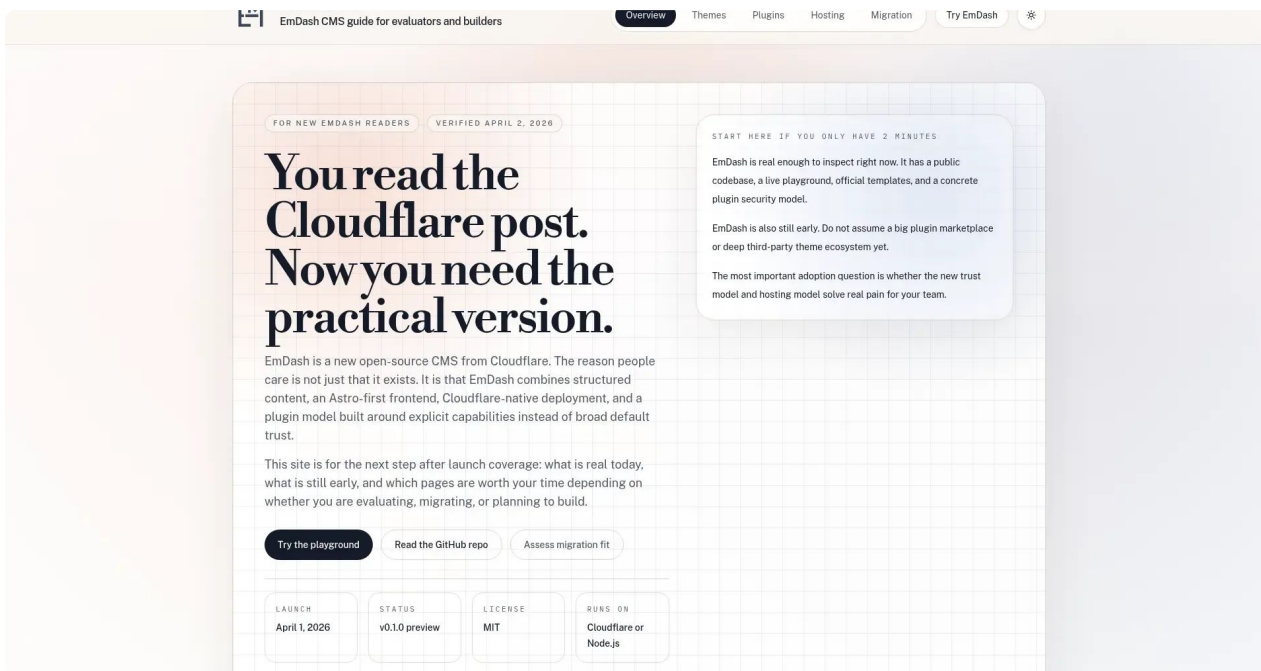 EmDash CMS guide for evaluators and builders
Overview
Themes
Plugins
Hosting
Migration
Try EmDash
FOR NEW EMDASH READERS
VERIFIED APRIL 2, 2026
You read the
Cloudflare post.
Now you need the
practical version.
EmDash is a new open-source CMS from Cloudflare. The reason people
care is not just that it exists. It is that EmDash combines structured
content, an Astro-first frontend, Cloudflare-native deployment, and a
plugin model built around explicit capabilities instead of broad default
trust.
This site is for the next step after launch coverage: what is real today,
what is still early, and which pages are worth your time depending on
whether you are evaluating, migrating, or planning to build.
Try the playground
Read the GitHub repo
Assess migration fit
LAUNCH
April 1, 2026
STATUS
v0.1.0 preview
LICENSE
MIT
RUNS ON
Cloudflare or
Node.js
START HERE IF YOU ONLY HAVE 2 MINUTES
EmDash is real enough to inspect right now. It has a public
codebase, a live playground, official templates, and a concrete
plugin security model.
EmDash is also still early. Do not assume a big plugin marketplace
or deep third-party theme ecosystem yet.
The most important adoption question is whether the new trust
model and hosting model solve real pain for your team.